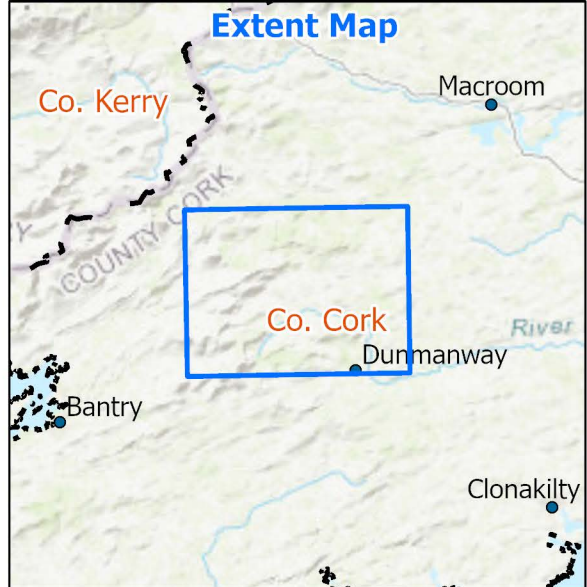 Extent Map
Macroom
Co. Kerry
Y
COUNTY CORK
Co. Cork
River
Dunmanway
Bantry
Clonakilty